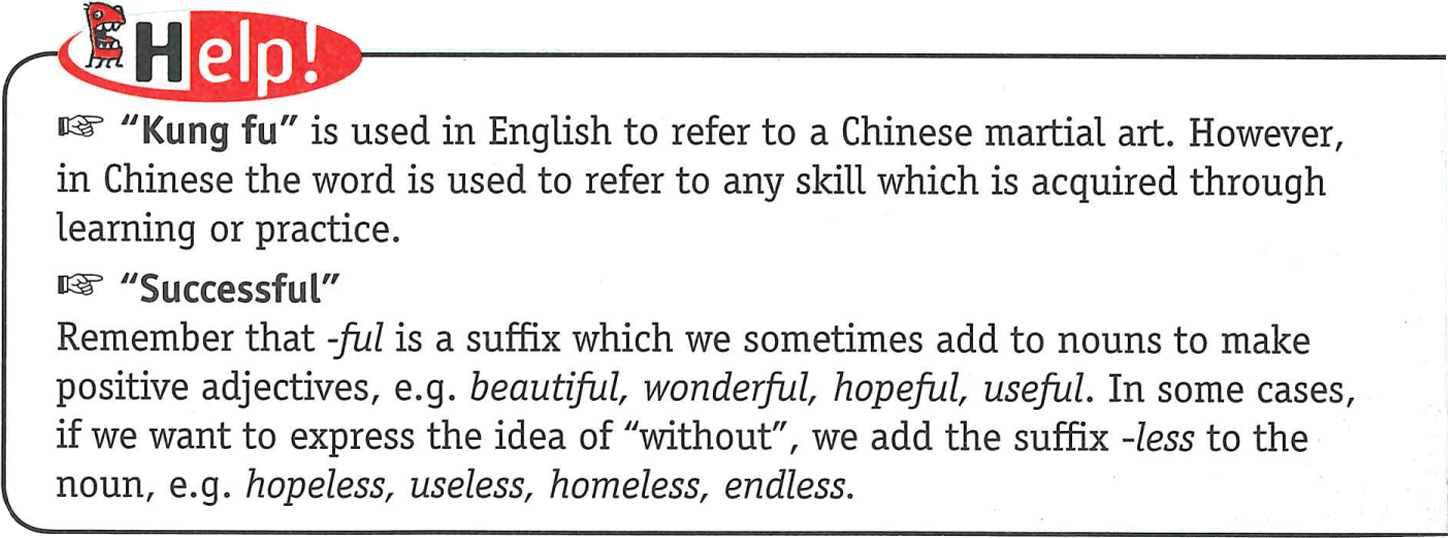 Help!
☞ "Kung fu" is used in English to refer to a Chinese martial art. However,
in Chinese the word is used to refer to any skill which is acquired through
learning or practice.
☞ "Successful"
Remember that -ful is a suffix which we sometimes add to nouns to make
positive adjectives, e.g. beautiful, wonderful, hopeful, useful. In some cases,
if we want to express the idea of "without", we add the suffix -less to the
noun, e.g. hopeless, useless, homeless, endless.